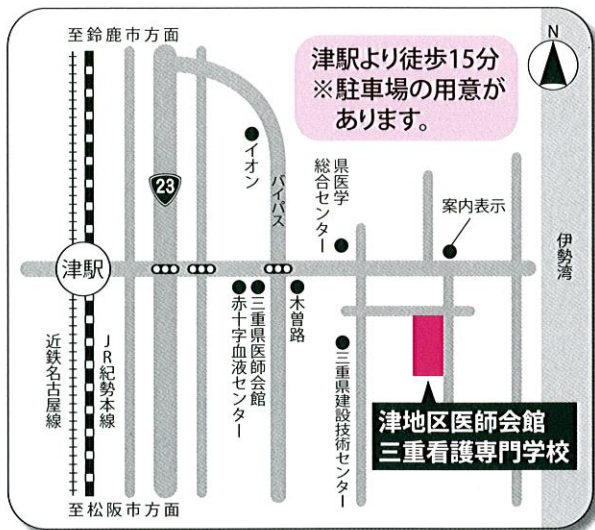 至鈴鹿市方面
津駅より徒歩15分
※駐車場の用意が
あります。
N
23
イオン
バイパス
県医学
総合センター
案内表示
伊勢湾
津駅
近鉄名古屋線
JR紀勢本線
赤十字血液センター
三重県医師会館
木曽路
三重県建設技術センター
津地区医師会館
三重看護専門学校
至松阪市方面